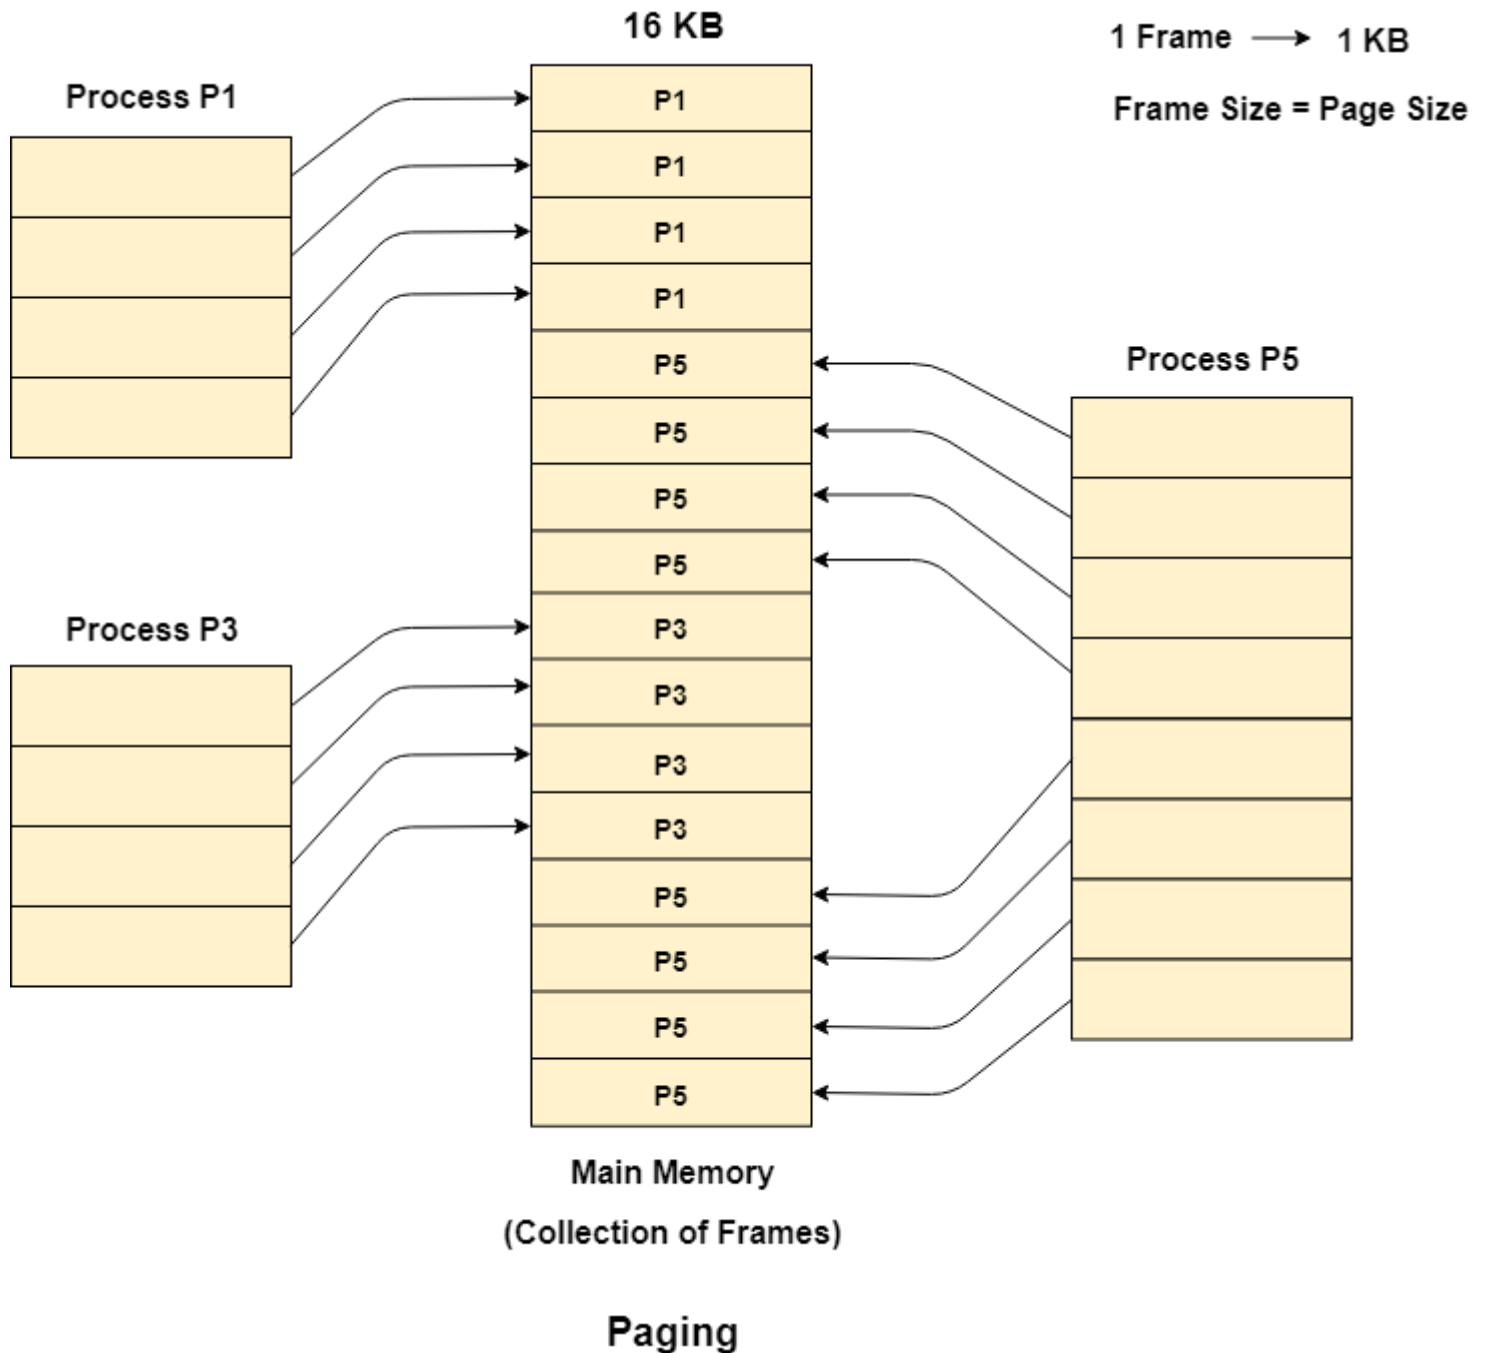 16 KB
1 Frame 1 KB
Frame Size = Page Size
Process P1
P1
P1
P1
P1
Process P5
P5
P5
P5
P5
Process P3
P3
P3
P3
P3
P5
P5
P5
P5
Main Memory
(Collection of Frames)
Paging